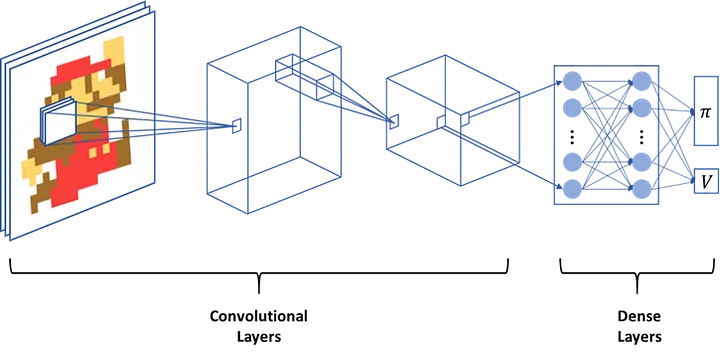 π
V
Convolutional
Layers
Dense
Layers